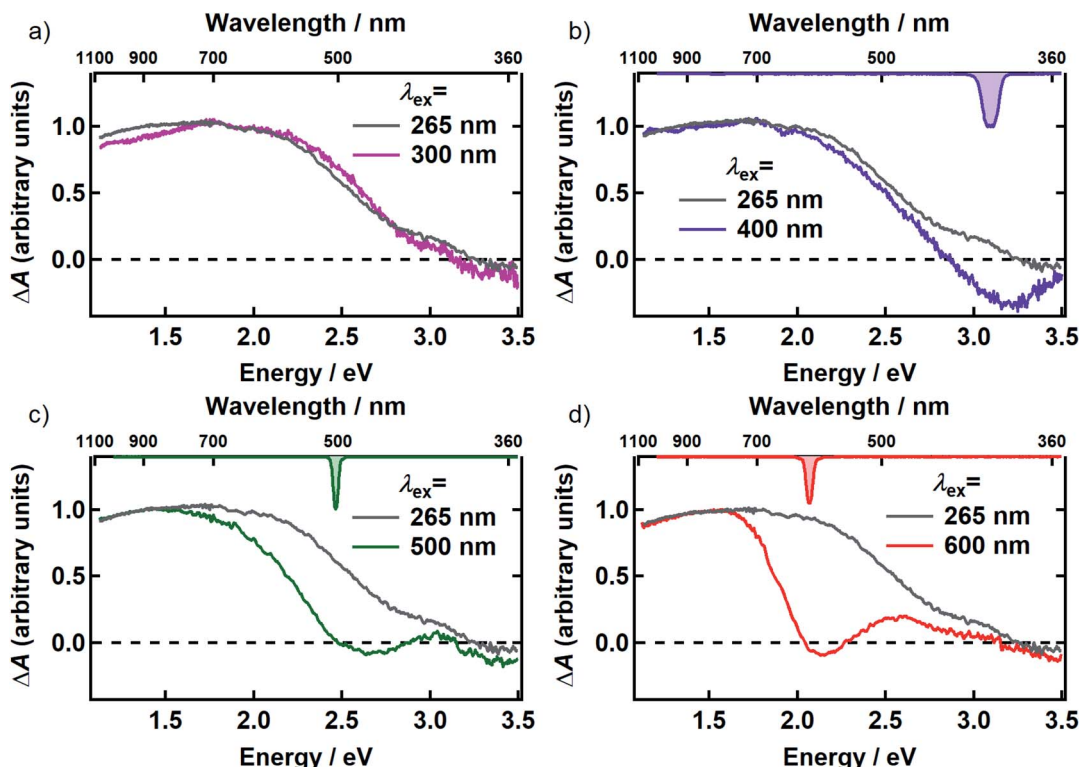 a)
Wavelength / nm
1100 900 700 500 360
λex=
265 nm
300 nm
ΔA (arbitrary units)
1.0
0.5
0.0
1.5 2.0 2.5 3.0 3.5
Energy / eV
b)
Wavelength / nm
1100 900 700 500 360
λex=
265 nm
400 nm
ΔA (arbitrary units)
1.0
0.5
0.0
1.5 2.0 2.5 3.0 3.5
Energy / eV
c)
Wavelength / nm
1100 900 700 500 360
λex=
265 nm
500 nm
ΔA (arbitrary units)
1.0
0.5
0.0
1.5 2.0 2.5 3.0 3.5
Energy / eV
d)
Wavelength / nm
1100 900 700 500 360
λex=
265 nm
600 nm
ΔA (arbitrary units)
1.0
0.5
0.0
1.5 2.0 2.5 3.0 3.5
Energy / eV